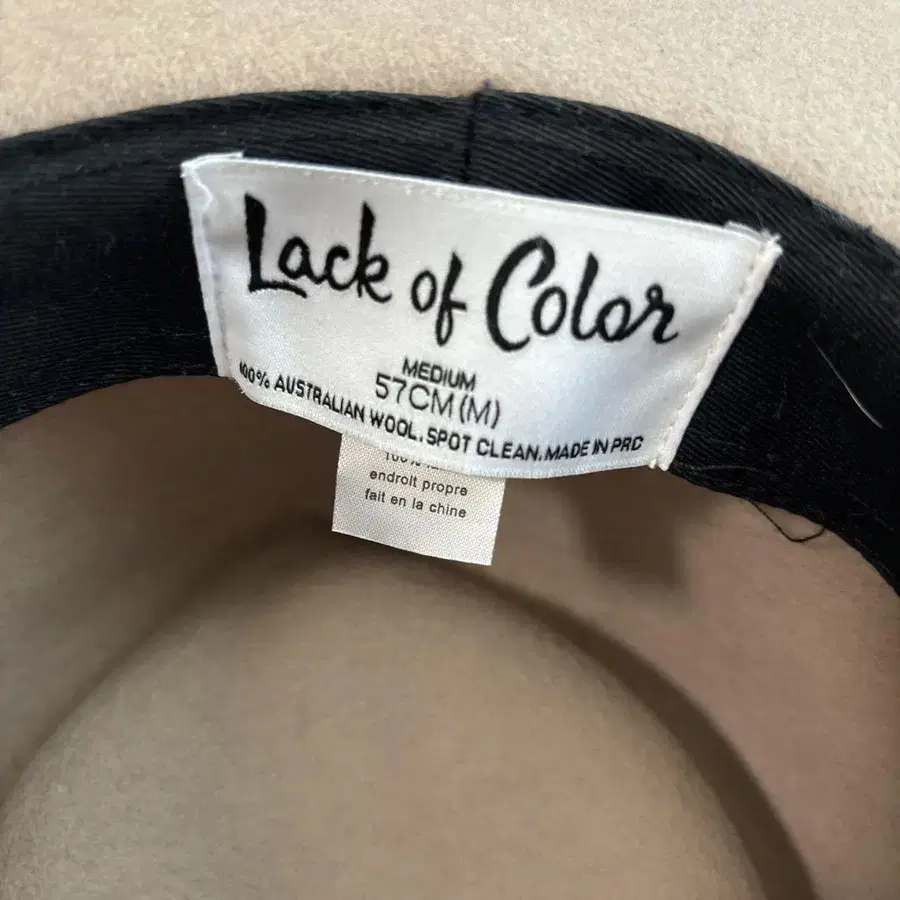 Lack of Color
MEDIUM
57CM (M)
100% AUSTRALIAN WOOL. SPOT CLEAN. MADE IN PRC
100%
endroit propre
fait en la chine